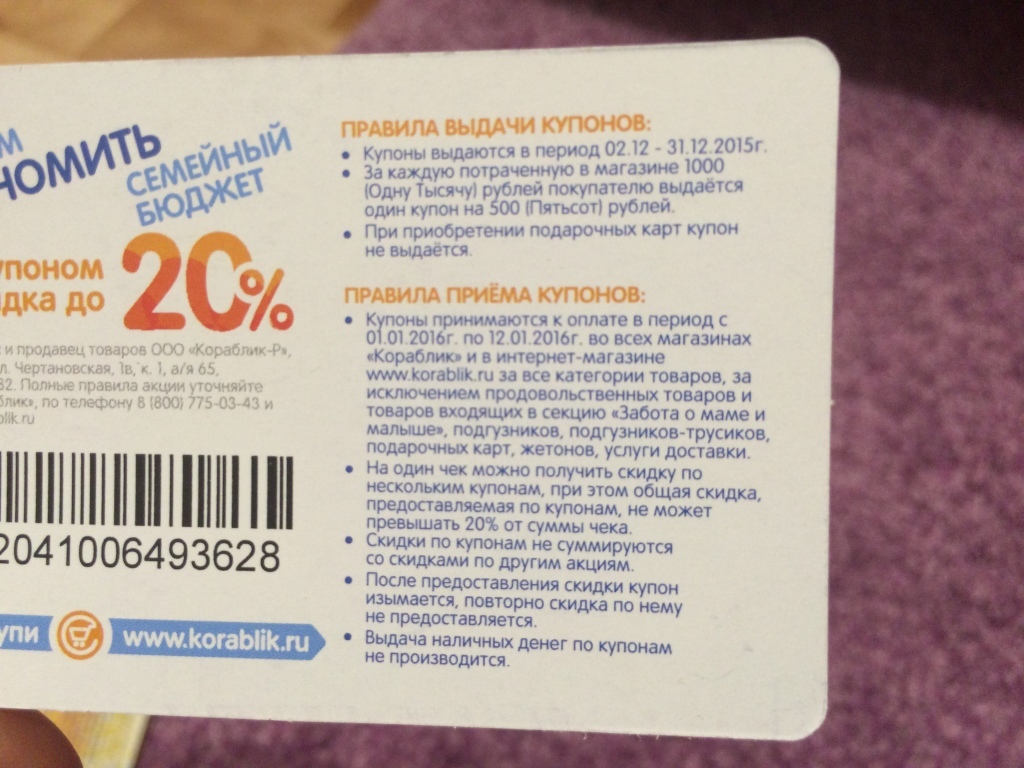 НОМИТЬ
СЕМЕЙНЫЙ
БЮДЖЕТ
дка до
20%
и продавец товаров ООО «Кораблик-Р»,
л. Чертановская, 1в, к. 1, а/я 65,
32. Полные правила акции уточняйте
блик», по телефону 8 (800) 775-03-43 и
blik.ru
2041006493628
упи
www.korablik.ru
ПРАВИЛА ВЫДАЧИ КУПОНОВ:
• Купоны выдаются в период 02.12 - 31.12.2015г.
• За каждую потраченную в магазине 1000
(Одну Тысячу) рублей покупателю выдаётся
один купон на 500 (Пятьсот) рублей.
• При приобретении подарочных карт купон
не выдаётся.
ПРАВИЛА ПРИЁМА КУПОНОВ:
• Купоны принимаются к оплате в период с
01.01.2016г. по 12.01.2016г. во всех магазинах
«Кораблик» и в интернет-магазине
www.korablik.ru за все категории товаров, за
исключением продовольственных товаров и
товаров входящих в секцию «Забота о маме и
малыше», подгузников, подгузников-трусиков,
подарочных карт, жетонов, услуги доставки.
• На один чек можно получить скидку по
нескольким купонам, при этом общая скидка,
предоставляемая по купонам, не может
превышать 20% от суммы чека.
• Скидки по купонам не суммируются
со скидками по другим акциям.
• После предоставления скидки купон
изымается, повторно скидка по нему
не предоставляется.
• Выдача наличных денег по купонам
не производится.